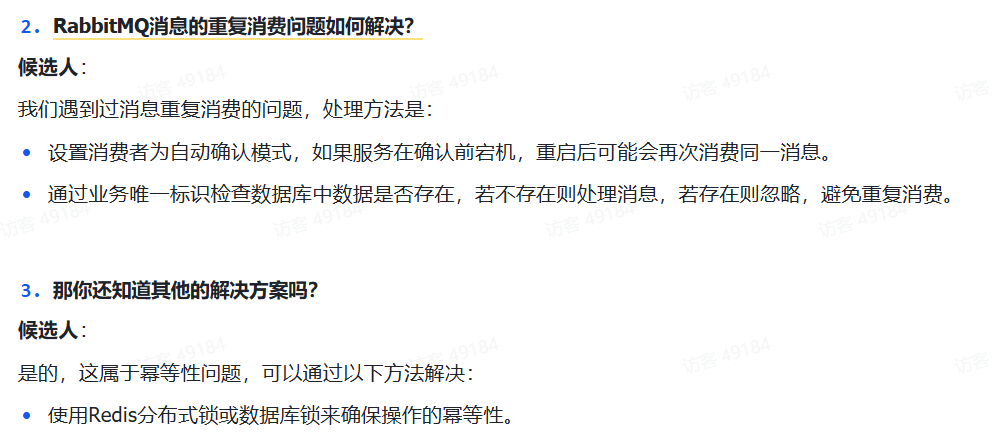 2. RabbitMQ消息的重复消费问题如何解决？
候选人：
访客 49184 访客 49184 访客 49184 访客
我们遇到过消息重复消费的问题，处理方法是：
• 设置消费者为自动确认模式，如果服务在确认前宕机，重启后可能会再次消费同一消息。
• 通过业务唯一标识检查数据库中数据是否存在，若不存在则处理消息，若存在则忽略，避免重复消费。
访客 49184 访客 49184 访客 49184 访客 49184
3. 那你还知道其他的解决方案吗？
候选人：
访客 49184 访客 49184 访客 49184 访客
是的，这属于幂等性问题，可以通过以下方法解决：
• 使用Redis分布式锁或数据库锁来确保操作的幂等性。